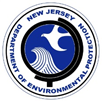 NEW JERSEY
DEPARTMENT OF ENVIRONMENTAL PROTECTION